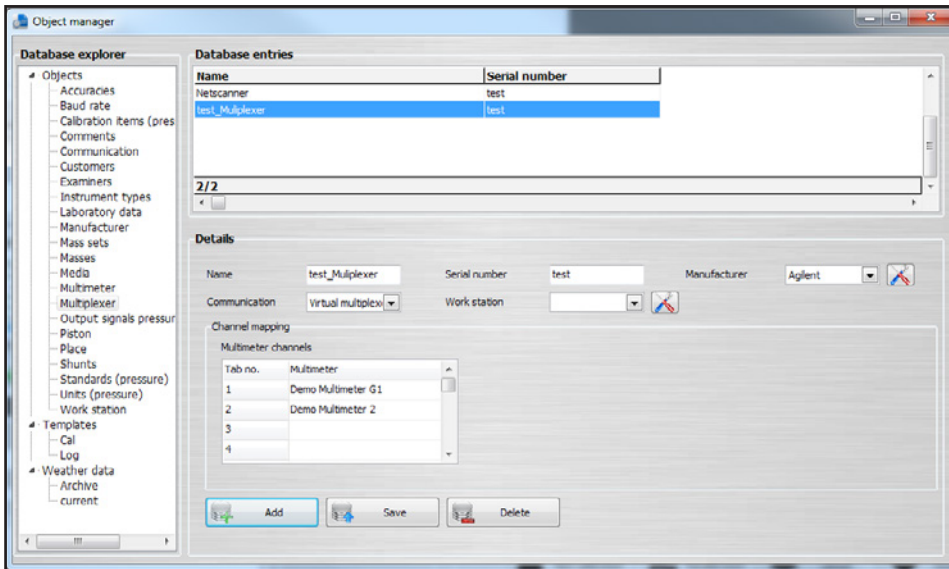 Object manager
Database explorer
Objects
Accuracies
Baud rate
Calibration items (pres
Comments
Communication
Customers
Examiners
Instrument types
Laboratory data
Manufacturer
Mass sets
Masses
Media
Multimeter
Multiplexer
Output signals pressur
Piston
Place
Shunts
Standards (pressure)
Units (pressure)
Work station
Templates
Cal
Log
Weather data
Archive
current
Database entries
Name Serial number
Netscanner test
test_Muliplexer test
2/2
Details
Name test_Muliplexer Serial number test Manufacturer Agilent
Communication Virtual multiplex Work station
Channel mapping
Multimeter channels
Tab no. Multimeter
1 Demo Multimeter G1
2 Demo Multimeter 2
3
4
Add Save Delete